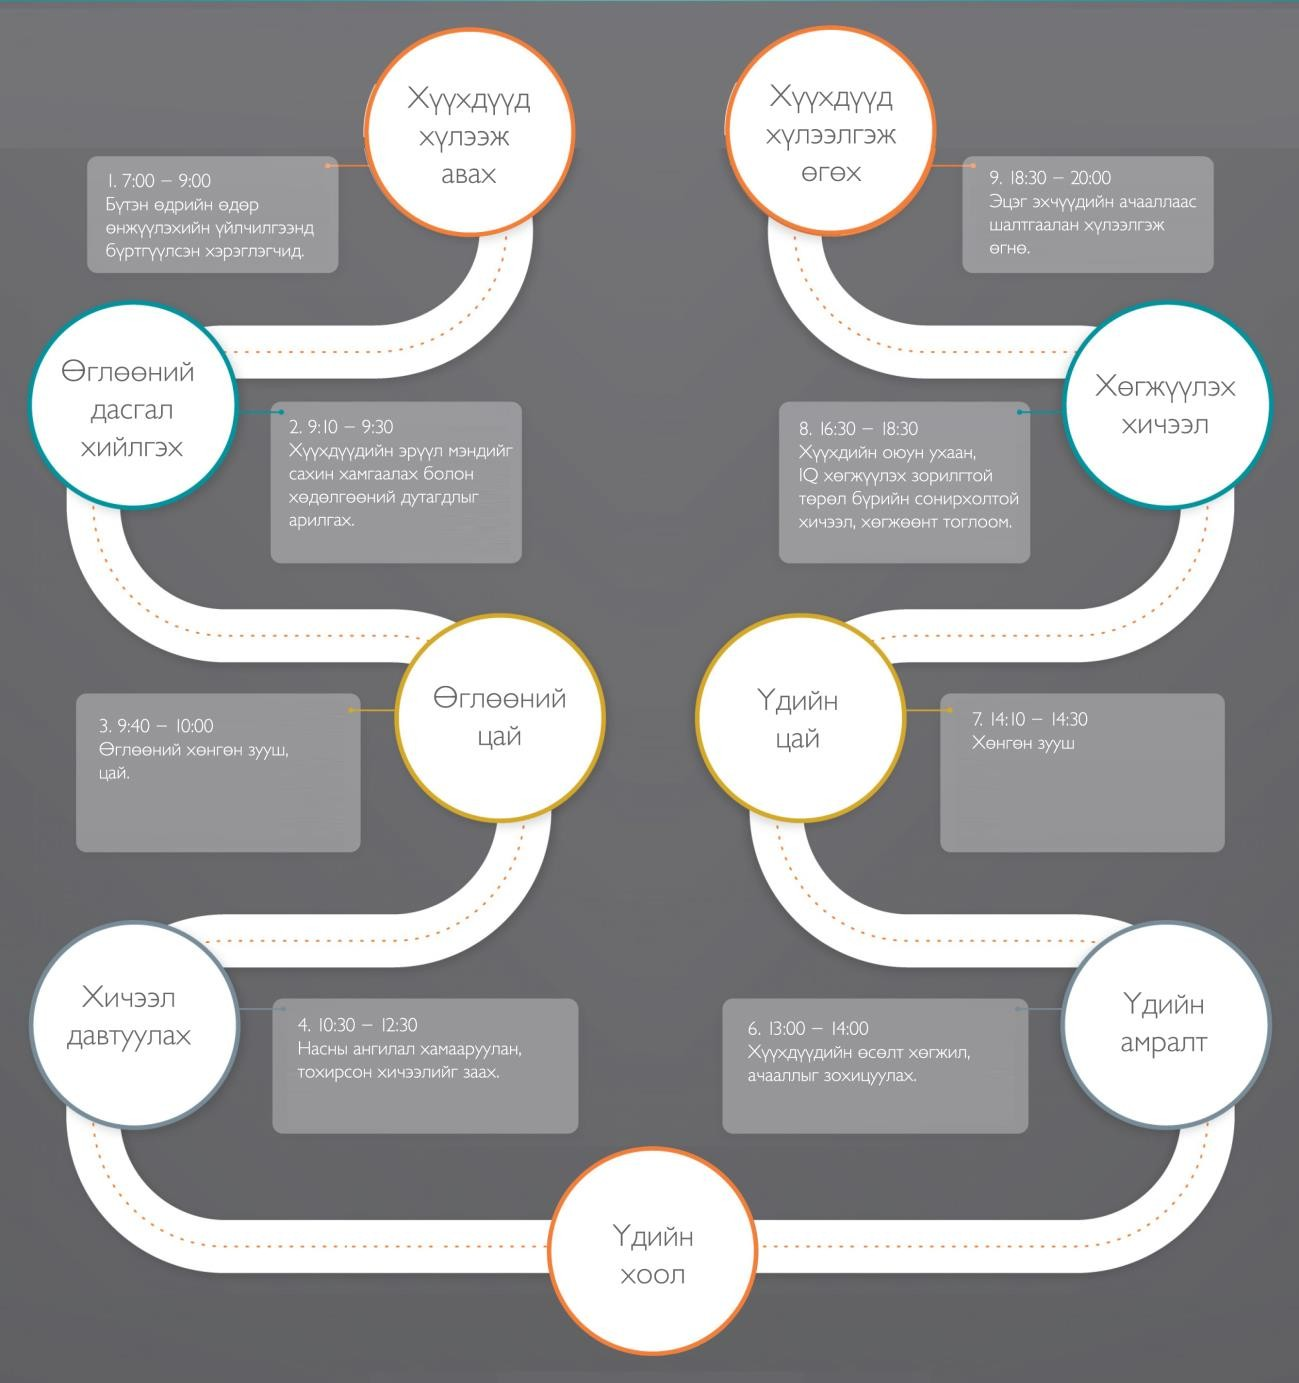 Хүүхдүүд
хүлээж
авах
1. 7:00 – 9:00
Бүтэн өдрийн өдөр
өнжүүлэхийн үйлчилгээнд
бүртгүүлсэн хэрэглэгчид.
Өглөөний
дасгал
хийлгэх
2. 9:10 – 9:30
Хүүхдүүдийн эрүүл мэндийг
сахин хамгаалах болон
хөдөлгөөний дутагдлыг
арилгах.
Өглөөний
цай
3. 9:40 – 10:00
Өглөөний хөнгөн зууш,
цай.
Хичээл
давтуулах
4. 10:30 – 12:30
Насны ангилал хамааруулан,
тохирсон хичээлийг заах.
Үдийн
хоол
Үдийн
амралт
6. 13:00 – 14:00
Хүүхдүүдийн өсөлт хөгжил,
ачааллыг зохицуулах.
Үдийн
цай
7. 14:10 – 14:30
Хөнгөн зууш
Хөгжүүлэх
хичээл
8. 16:30 – 18:30
Хүүхдийн оюун ухаан,
IQ хөгжүүлэх зорилгтой
төрөл бүрийн сонирхолтой
хичээл, хөгжөөнт тоглоом.
Хүүхдүүд
хүлээлгэж
өгөх
9. 18:30 – 20:00
Эцэг эхчүүдийн ачааллаас
шалтгаалан хүлээлгэж
өгнө.